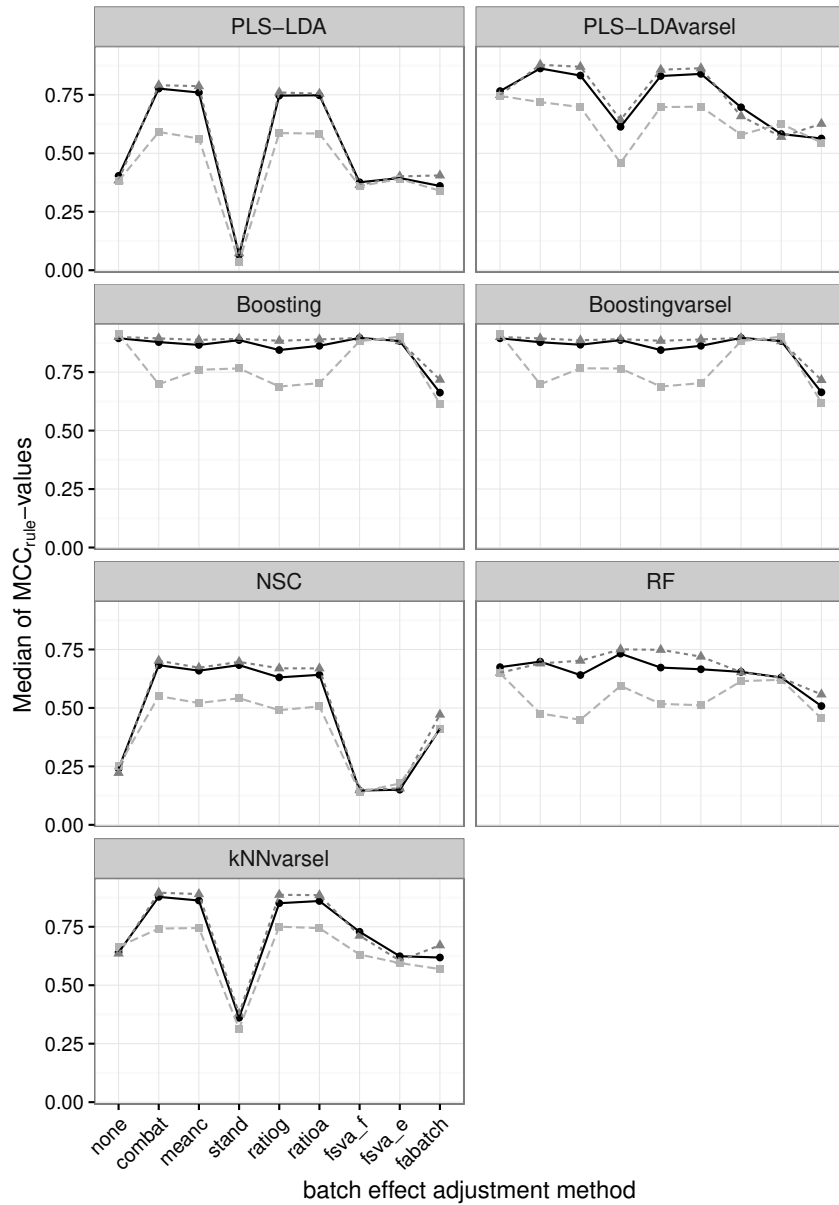 PLS−LDA
PLS−LDAvarsel
0.75
0.50
0.25
0.00
Boosting
Boostingvarsel
0.75
0.50
0.25
0.00
NSC
RF
0.75
0.50
0.25
0.00
kNNvarsel
0.75
0.50
0.25
0.00
Median of MCCrule−values
none
combat
meanc
stand
ratiog
ratioa
fsva_f
fsva_e
fabatch
batch effect adjustment method